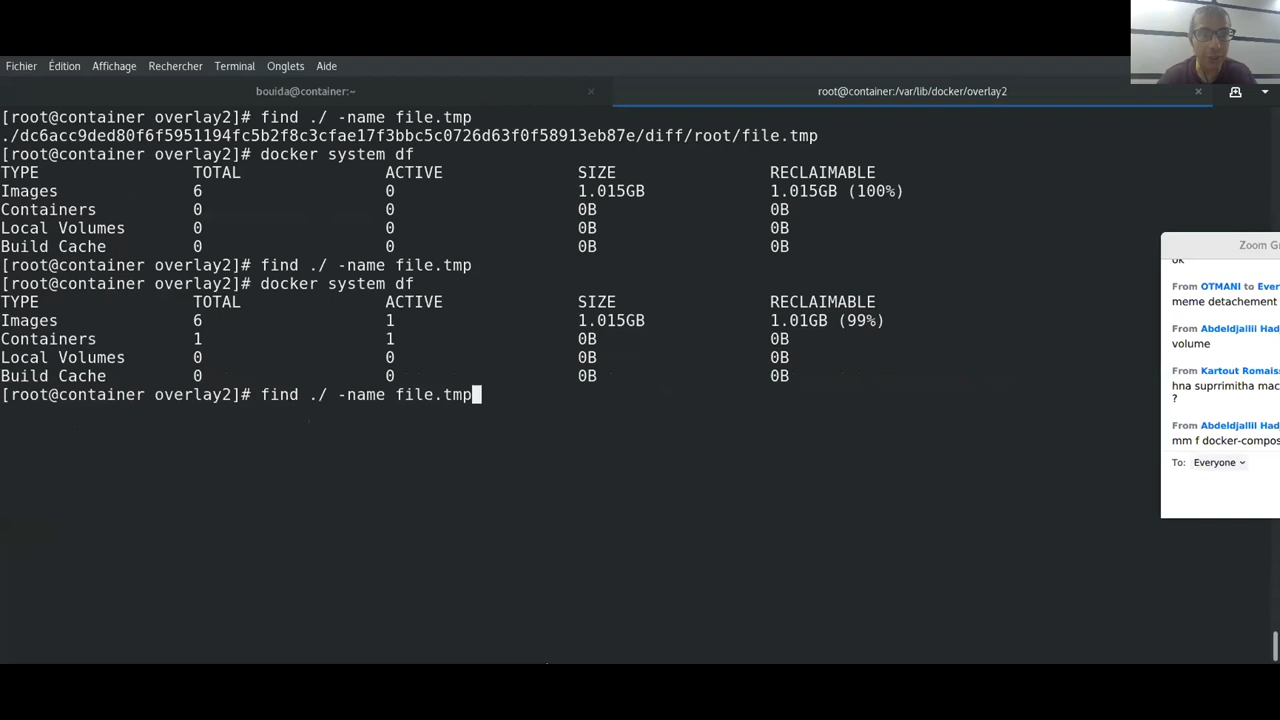 Fichier Édition Affichage Rechercher Terminal Onglets Aide
bouida@container:~
root@container:/var/lib/docker/overlay2
[root@container overlay2]# find ./ -name file.tmp
./dc6acc9ded80f6f5951194fc5b2f8c3cfae17f3bbc5c0726d63f0f58913eb87e/diff/root/file.tmp
[root@container overlay2]# docker system df
TYPE TOTAL ACTIVE SIZE RECLAIMABLE
Images 6 0 1.015GB 1.015GB (100%)
Containers 0 0 0B 0B
Local Volumes 0 0 0B 0B
Build Cache 0 0 0B 0B
[root@container overlay2]# find ./ -name file.tmp
[root@container overlay2]# docker system df
TYPE TOTAL ACTIVE SIZE RECLAIMABLE
Images 6 1 1.015GB 1.01GB (99%)
Containers 1 1 0B 0B
Local Volumes 0 0 0B 0B
Build Cache 0 0 0B 0B
[root@container overlay2]# find ./ -name file.tmp
Zoom Gr
ok
From OTMANI to Ever
meme detachement
From Abdeldjallil Had
volume
From Kartout Romaiss
hna suprrimitha mac
?
From Abdeldjallil Had
mm f docker-compos
To: Everyone